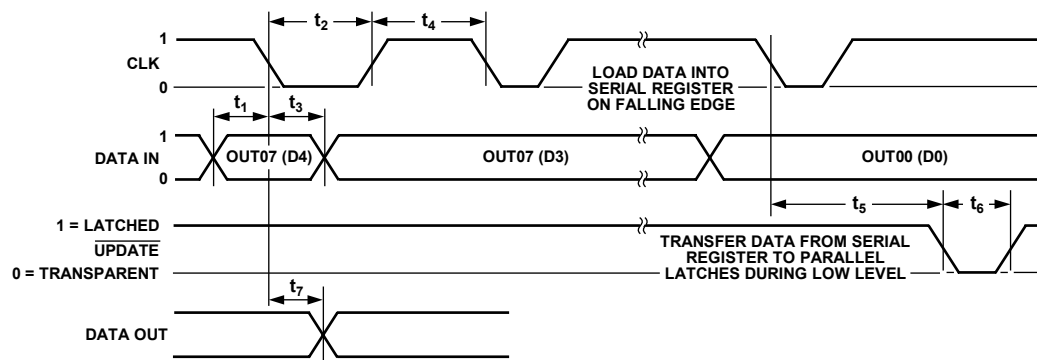 t2
t4
1
CLK
0
LOAD DATA INTO
SERIAL REGISTER
ON FALLING EDGE
t1
t3
1
DATA IN
0
OUT07 (D4)
OUT07 (D3)
OUT00 (D0)
t5
t6
1 = LATCHED
UPDATE
0 = TRANSPARENT
TRANSFER DATA FROM SERIAL
REGISTER TO PARALLEL
LATCHES DURING LOW LEVEL
t7
DATA OUT